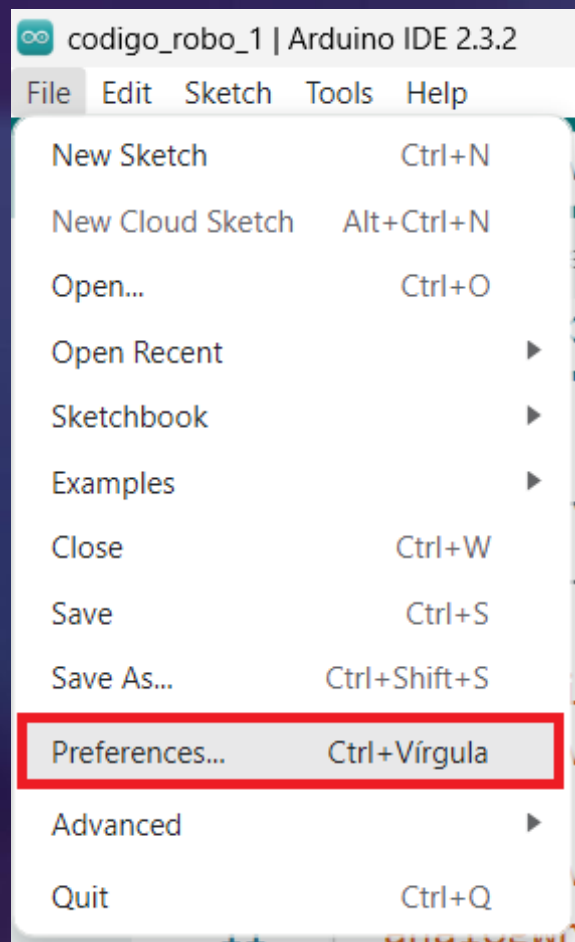 codigo_robo_1 | Arduino IDE 2.3.2
File Edit Sketch Tools Help
New Sketch Ctrl+N
New Cloud Sketch Alt+Ctrl+N
Open... Ctrl+O
Open Recent
Sketchbook
Examples
Close Ctrl+W
Save Ctrl+S
Save As... Ctrl+Shift+S
Preferences... Ctrl+Vírgula
Advanced
Quit Ctrl+Q